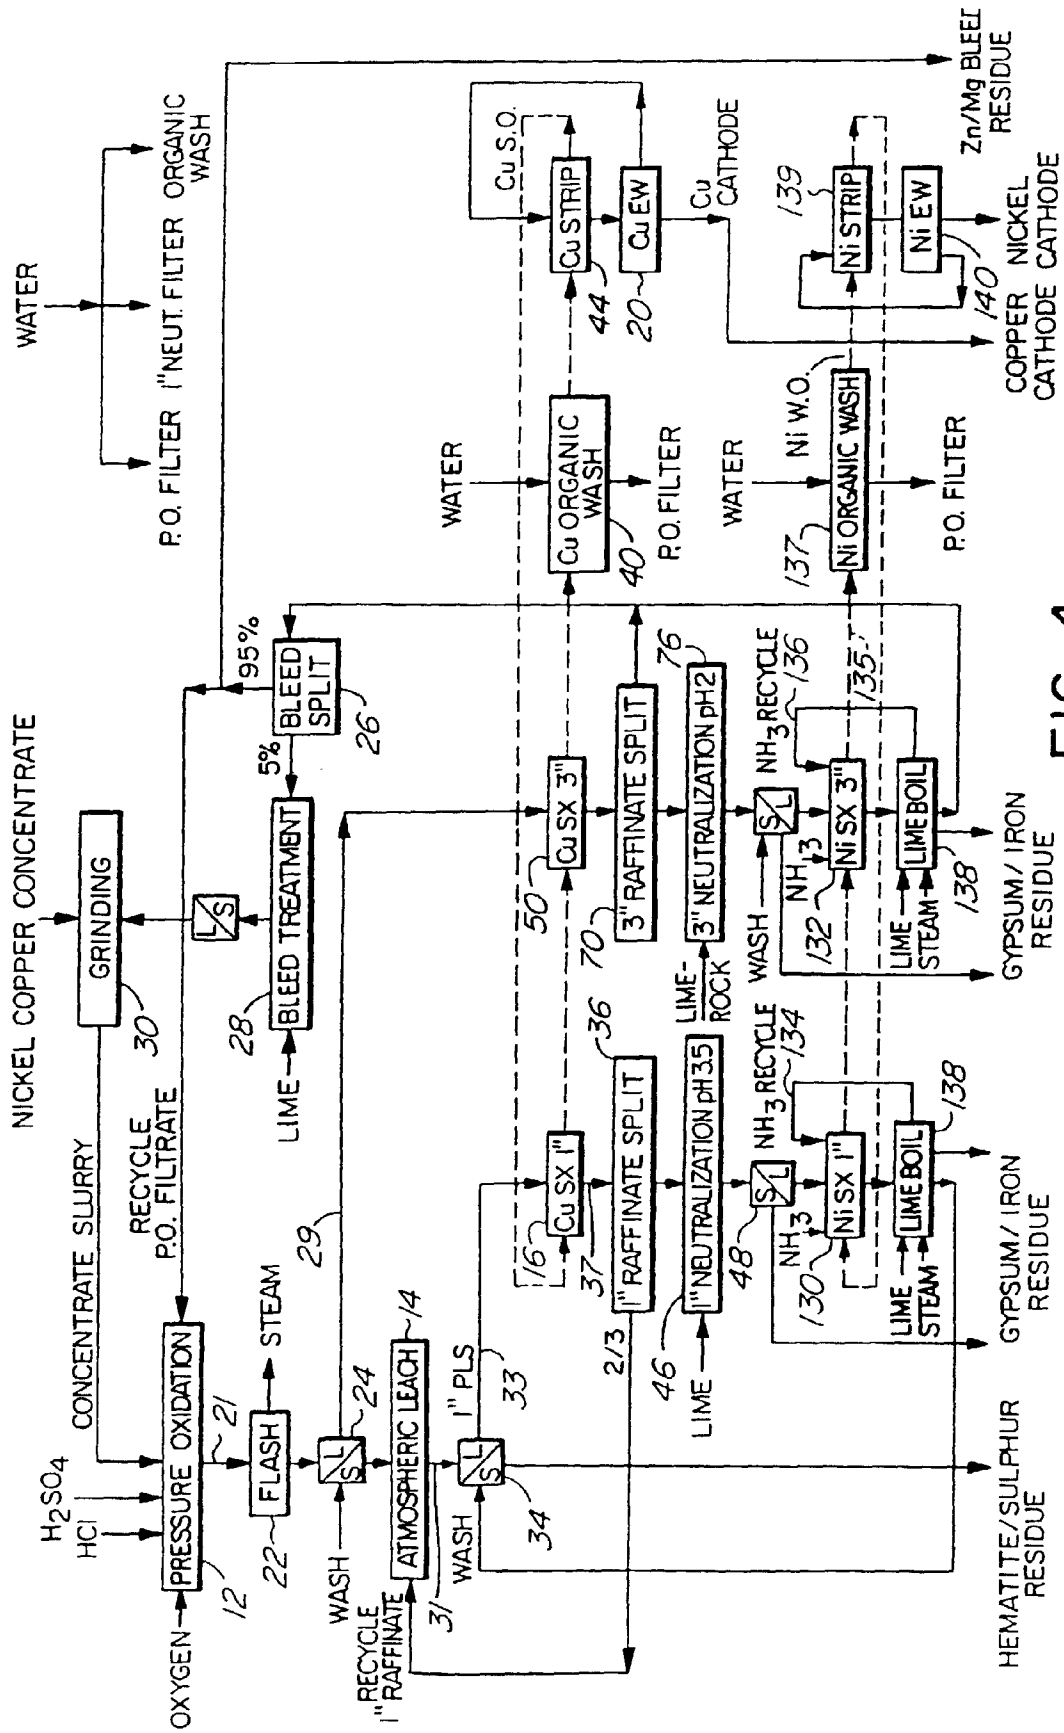 NICKEL COPPER CONCENTRATE
WATER
P.O. FILTER 1" NEUT. FILTER ORGANIC
WASH
GRINDING
30
CONCENTRATE SLURRY
RECYCLE
P.O. FILTRATE
H2SO4
HCl
OXYGEN
PRESSURE OXIDATION
12
21
FLASH
STEAM
22
L/S
BLEED TREATMENT
28
LIME
5%
95%
BLEED
SPLIT
26
29
WASH
S/L
24
ATMOSPHERIC LEACH
14
RECYCLE
1" RAFFINATE
31
WASH
S/L
34
1" PLS
33
Cu SX 1"
16
37
Cu SX 3"
50
WATER
Cu ORGANIC
WASH
40
P.O. FILTER
Cu S.O.
Cu STRIP
44
Cu EW
20
Cu
CATHODE
1" RAFFINATE SPLIT
36
2/3
3" RAFFINATE SPLIT
70
LIME
1" NEUTRALIZATION pH 3.5
46
LIME-
ROCK
3" NEUTRALIZATION pH2
76
S/L
48
WASH
S/L
NH3
NH3 RECYCLE
134
Ni SX 1"
130
NH3
NH3 RECYCLE
136
Ni SX 3"
132
135
WATER
Ni ORGANIC WASH
137
Ni W.O.
P.O. FILTER
Ni STRIP
139
Ni EW
140
LIME
STEAM
LIME BOIL
138
LIME
STEAM
LIME BOIL
138
HEMATITE/SULPHUR
RESIDUE
GYPSUM/IRON
RESIDUE
GYPSUM/IRON
RESIDUE
COPPER
CATHODE
NICKEL
CATHODE
Zn/Mg BLEED
RESIDUE